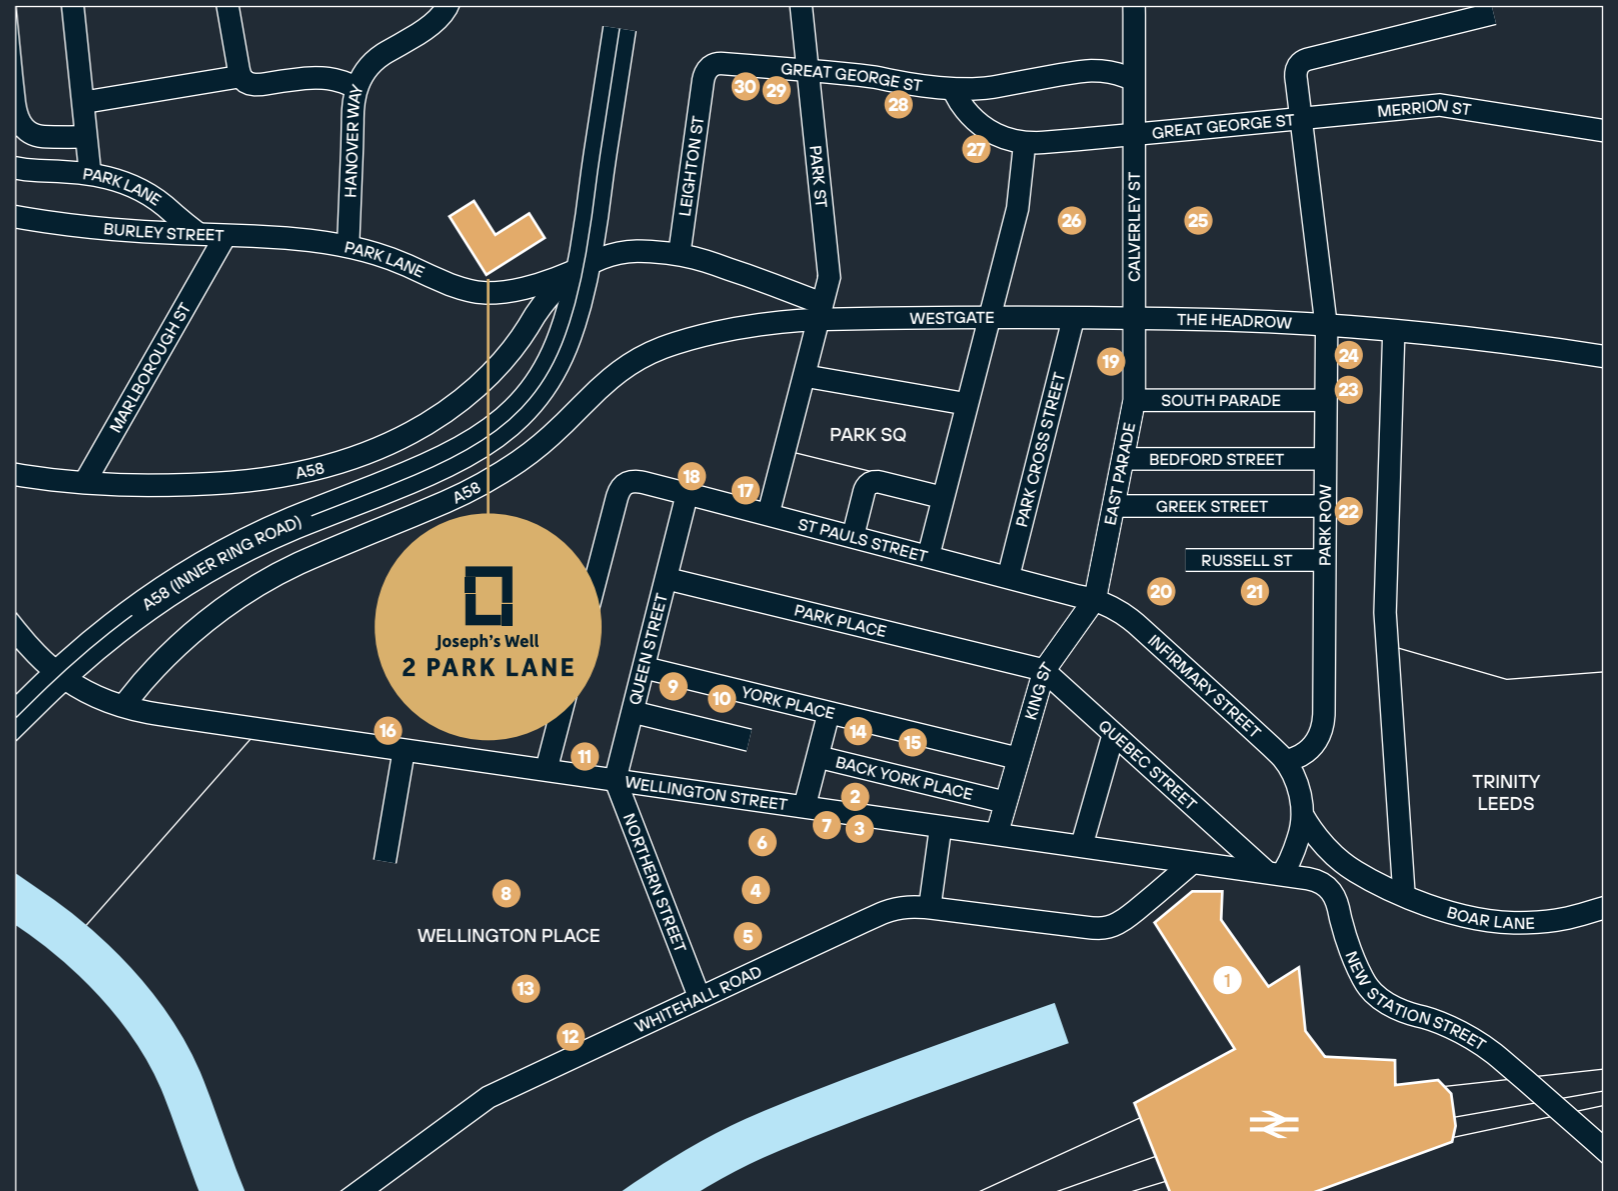 GREAT GEORGE ST
30
29
28
27
GREAT GEORGE ST
MERRION ST
HANOVER WAY
LEIGHTON ST
PARK ST
PARK LANE
BURLEY STREET
PARK LANE
CALVERLEY ST
26
25
MARLBOROUGH ST
WESTGATE
THE HEADROW
19
24
23
SOUTH PARADE
PARK SQ
PARK CROSS STREET
EAST PARADE
BEDFORD STREET
A58
A58
18
17
GREEK STREET
PARK ROW
22
ST PAULS STREET
A58 (INNER RING ROAD)
RUSSELL ST
20
21
Joseph's Well
2 PARK LANE
QUEEN STREET
PARK PLACE
INFIRMARY STREET
KING ST
9
10
YORK PLACE
14
15
16
11
QUEBEC STREET
BACK YORK PLACE
WELLINGTON STREET
2
7
3
TRINITY
LEEDS
NORTHERN STREET
6
4
5
8
WELLINGTON PLACE
BOAR LANE
13
12
WHITEHALL ROAD
1
NEW STATION STREET